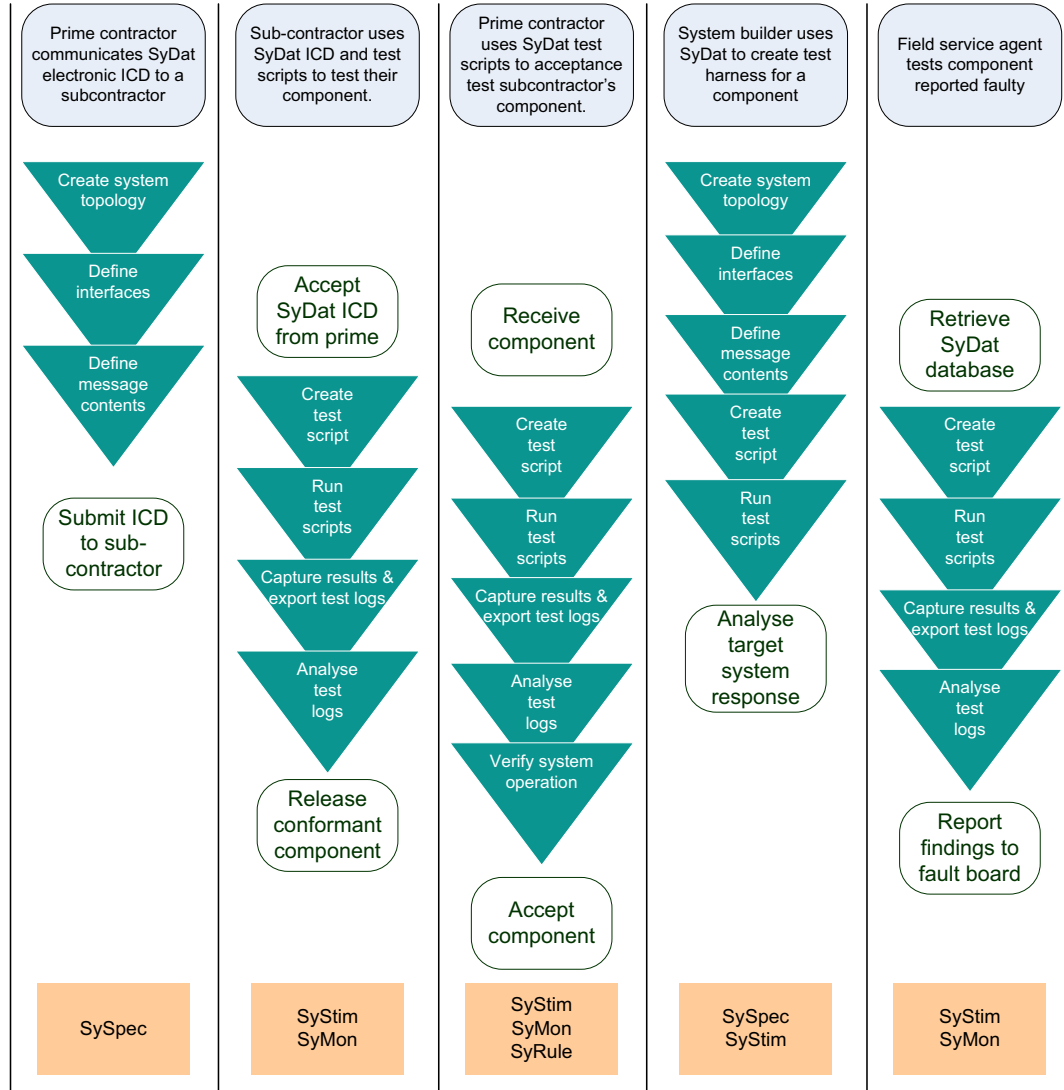 Prime contractor
communicates SyDat
electronic ICD to a
subcontractor
Create system
topology
Define
interfaces
Define
message
contents
Submit ICD
to sub-
contractor
SySpec
Sub-contractor uses
SyDat ICD and test
scripts to test their
component.
Accept
SyDat ICD
from prime
Create
test
script
Run
test
scripts
Capture results &
export test logs
Analyse
test
logs
Release
conformant
component
SyStim
SyMon
Prime contractor
uses SyDat test
scripts to acceptance
test subcontractor's
component.
Receive
component
Create
test
script
Run
test
scripts
Capture results &
export test logs
Analyse
test
logs
Verify system
operation
Accept
component
SyStim
SyMon
SyRule
System builder uses
SyDat to create test
harness for a
component
Create system
topology
Define
interfaces
Define
message
contents
Create
test
script
Run
test
scripts
Analyse
target
system
response
SySpec
SyStim
Field service agent
tests component
reported faulty
Retrieve
SyDat
database
Create
test
script
Run
test
scripts
Capture results &
export test logs
Analyse
test
logs
Report
findings to
fault board
SyStim
SyMon